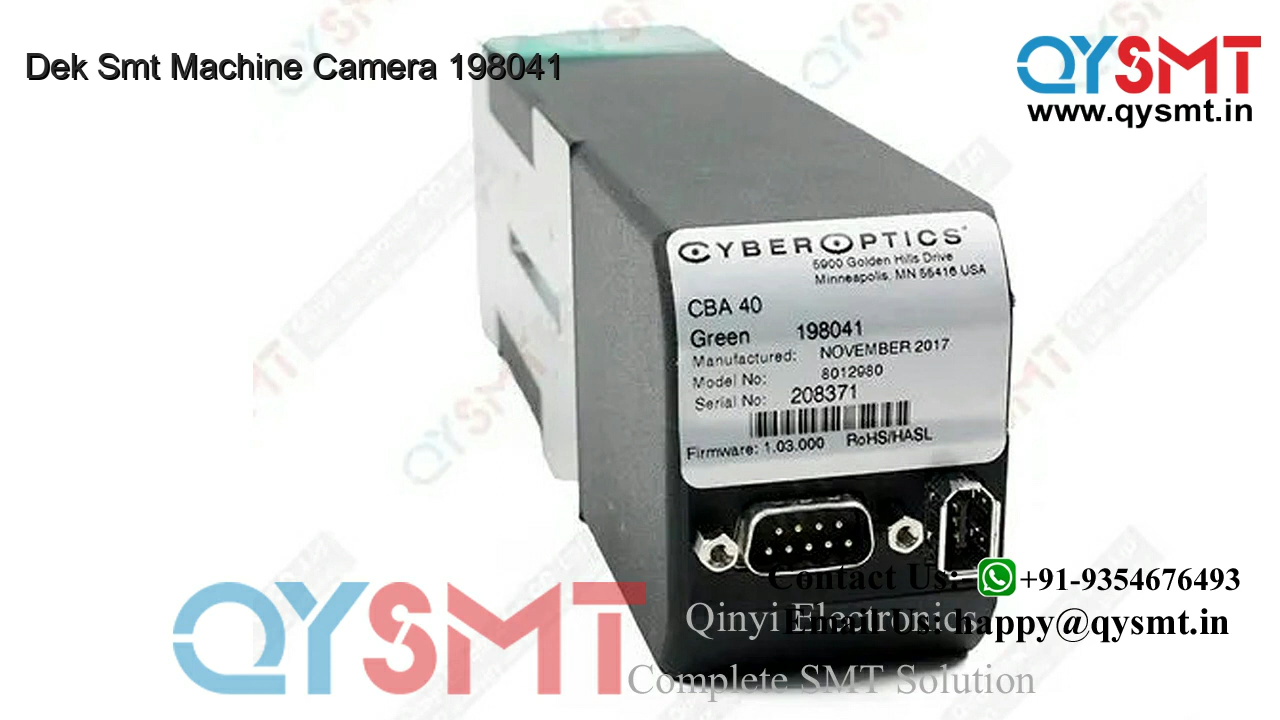 Dek Smt Machine Camera 198041
QYSMT
www.qysmt.in
CYBEROPTICS
5900 Golden Hills Drive
Minneapolis, MN 55416 USA
CBA 40
Green 198041
Manufactured: NOVEMBER 2017
Model No: 8012980
Serial No: 208371
Firmware: 1.03.000 RoHS/HASL
Contact Us: +91-9354676493
Qinyi Electronics
Email Us: happy@qysmt.in
QYSMT
Complete SMT Solution